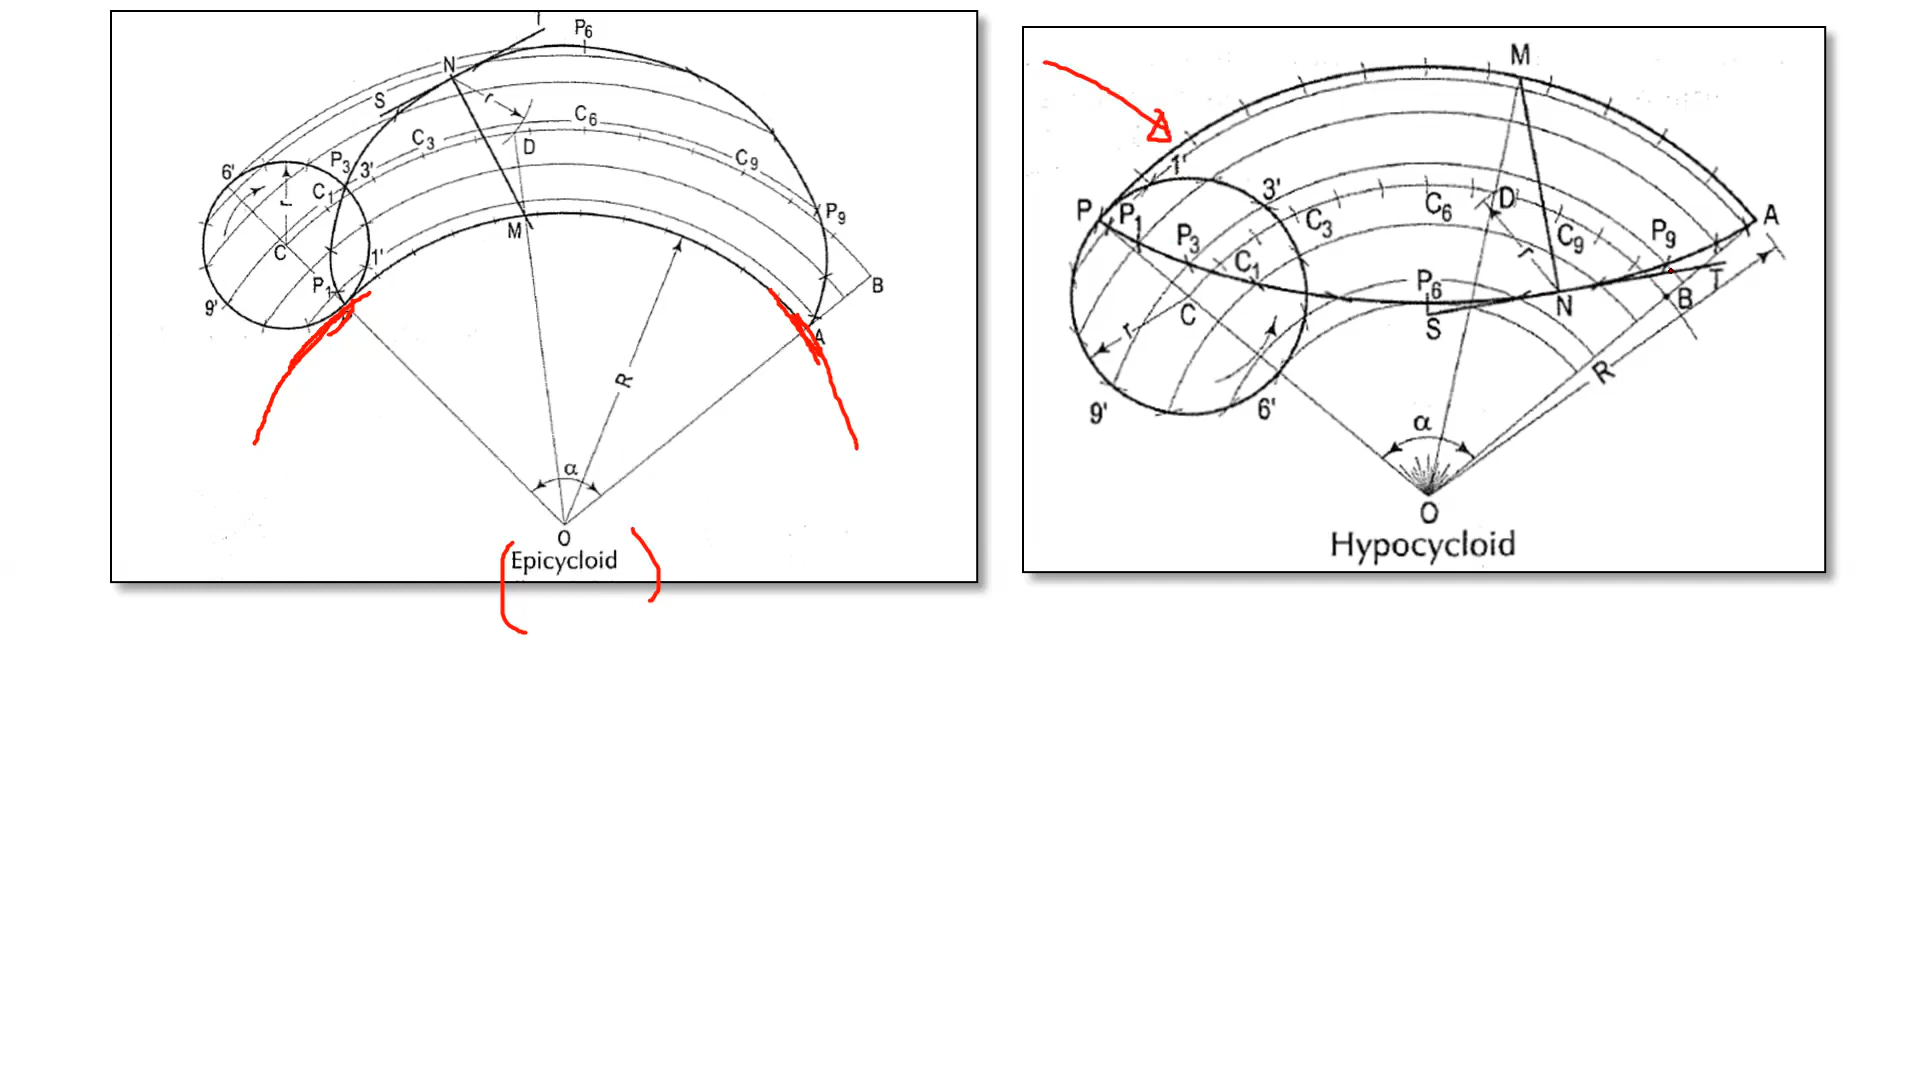 P₆
N
S
r
C₆
C₃
D
P₃ 3'
C₉
6'
C₁
r
P₉
M
C
1'
P₁
B
9'
A
R
α
O
Epicycloid
M
1'
3'
P
P₁
D
A
C₆
C₃
P₃
C₉
P₉
C₁
r
T
P₆
B
N
C
S
r
R
9'
6'
α
O
Hypocycloid